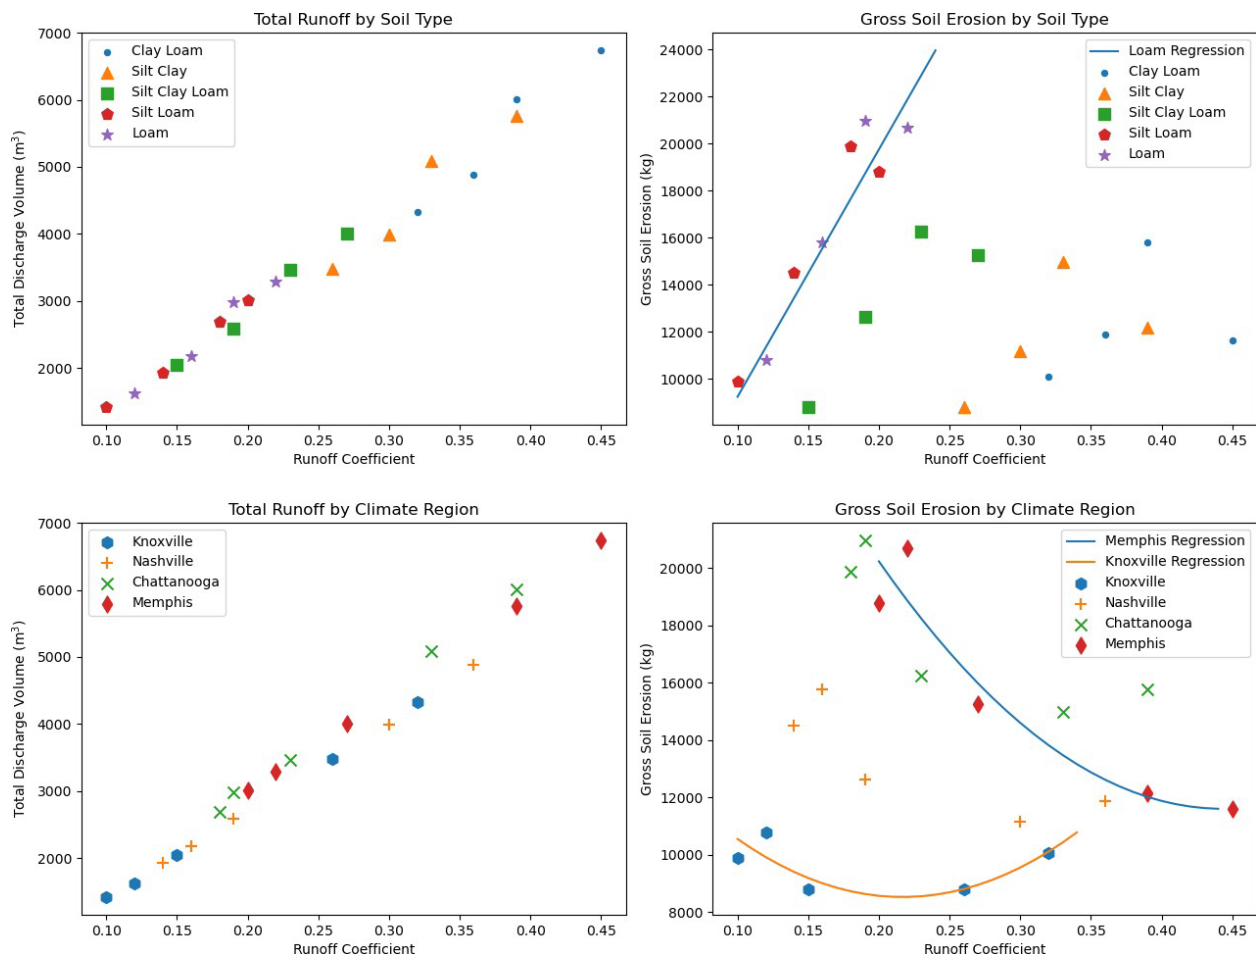 Total Runoff by Soil Type
7000
6000
5000
4000
3000
2000
Total Discharge Volume (m³)
Clay Loam
Silt Clay
Silt Clay Loam
Silt Loam
Loam
0.10 0.15 0.20 0.25 0.30 0.35 0.40 0.45
Runoff Coefficient
Gross Soil Erosion by Soil Type
24000
22000
20000
18000
16000
14000
12000
10000
Gross Soil Erosion (kg)
Loam Regression
Clay Loam
Silt Clay
Silt Clay Loam
Silt Loam
Loam
0.10 0.15 0.20 0.25 0.30 0.35 0.40 0.45
Runoff Coefficient
Total Runoff by Climate Region
7000
6000
5000
4000
3000
2000
Total Discharge Volume (m³)
Knoxville
Nashville
Chattanooga
Memphis
0.10 0.15 0.20 0.25 0.30 0.35 0.40 0.45
Runoff Coefficient
Gross Soil Erosion by Climate Region
20000
18000
16000
14000
12000
10000
8000
Gross Soil Erosion (kg)
Memphis Regression
Knoxville Regression
Knoxville
Nashville
Chattanooga
Memphis
0.10 0.15 0.20 0.25 0.30 0.35 0.40 0.45
Runoff Coefficient